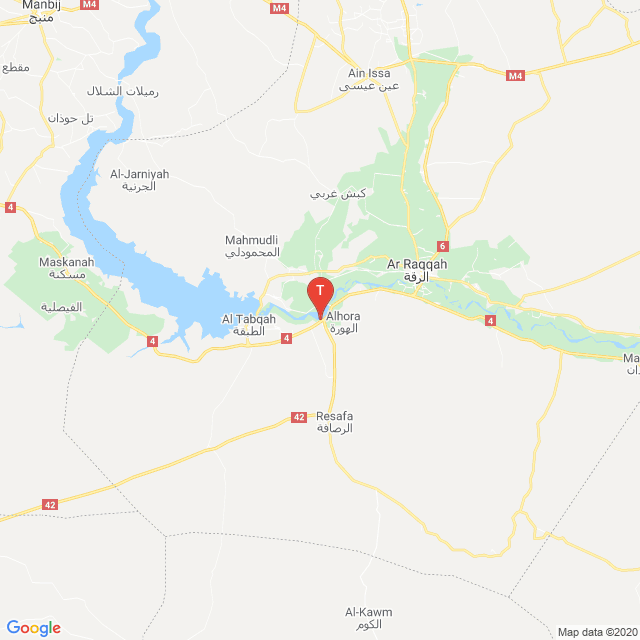 Manbij
منبج
M4
M4
مقطع
Ain Issa
عين عيسى
M4
رميلات الشلال
تل حوذان
Al-Jarniyah
الجرنية
كبش غربي
4
Mahmudli
المحمودلي
6
Maskanah
مسكنة
Ar Raqqah
الرقة
T
الفيصلية
Al Tabqah
الطبقة
Alhora
الهورة
4
4
4
Ma
دان
42
Resafa
الرصافة
42
Al-Kawm
الكوم
Google
Map data ©2020